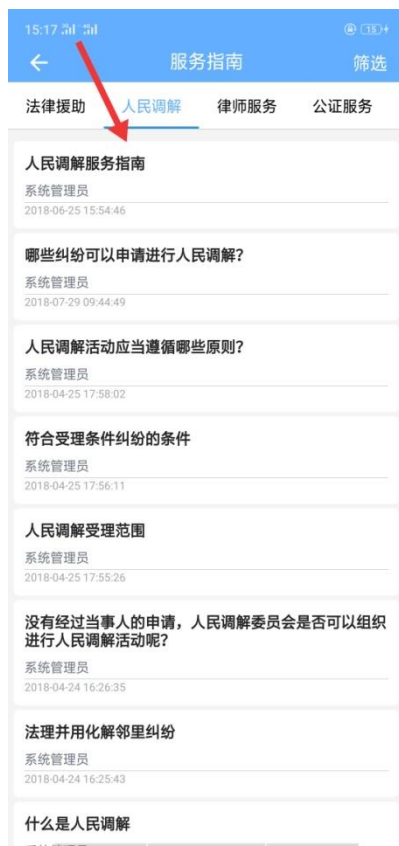 15:17
15
服务指南
筛选
法律援助 人民调解 律师服务 公证服务
人民调解服务指南
系统管理员
2018-06-25 15:54:46
哪些纠纷可以申请进行人民调解?
系统管理员
2018-07-29 09:44:49
人民调解活动应当遵循哪些原则?
系统管理员
2018-04-25 17:58:02
符合受理条件纠纷的条件
系统管理员
2018-04-25 17:56:11
人民调解受理范围
系统管理员
2018-04-25 17:55:26
没有经过当事人的申请，人民调解委员会是否可以组织
进行人民调解活动呢?
系统管理员
2018-04-24 16:26:35
法理并用化解邻里纠纷
系统管理员
2018-04-24 16:25:43
什么是人民调解